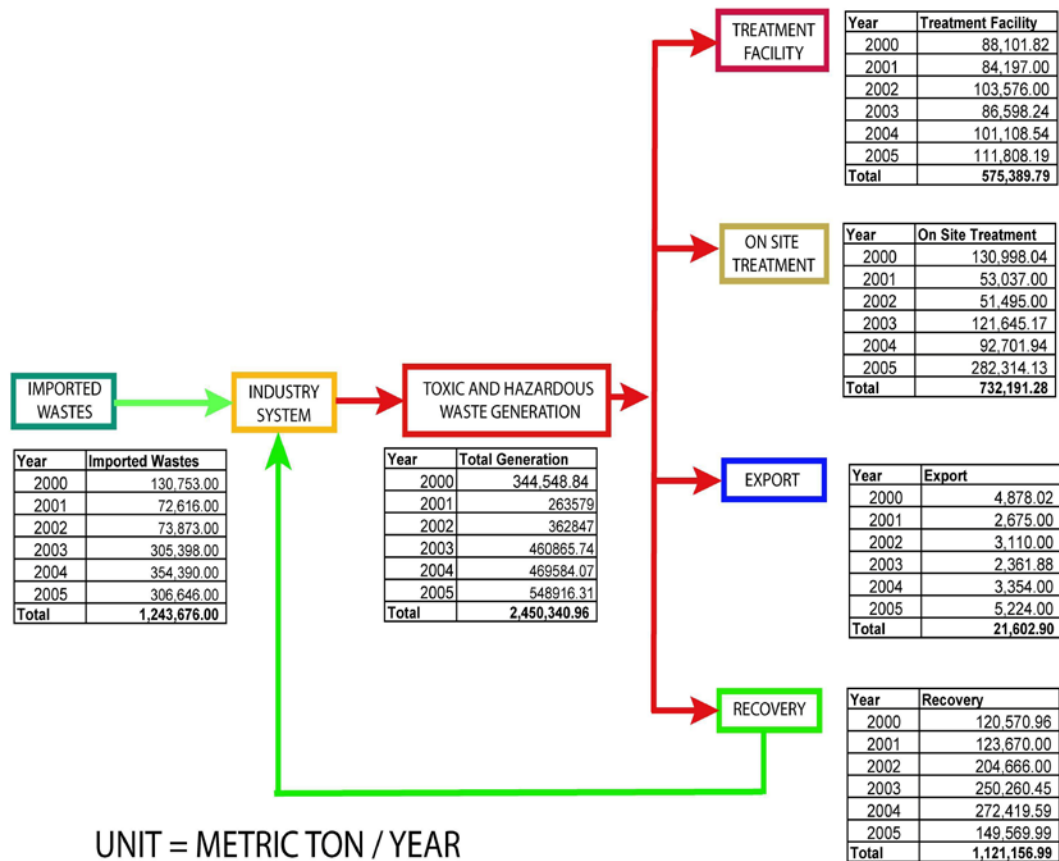 TREATMENT
FACILITY
Year Treatment Facility
2000 88,101.82
2001 84,197.00
2002 103,576.00
2003 86,598.24
2004 101,108.54
2005 111,808.19
Total 575,389.79
ON SITE
TREATMENT
Year On Site Treatment
2000 130,998.04
2001 53,037.00
2002 51,495.00
2003 121,645.17
2004 92,701.94
2005 282,314.13
Total 732,191.28
IMPORTED
WASTES
INDUSTRY
SYSTEM
TOXIC AND HAZARDOUS
WASTE GENERATION
Year Imported Wastes
2000 130,753.00
2001 72,616.00
2002 73,873.00
2003 305,398.00
2004 354,390.00
2005 306,646.00
Total 1,243,676.00
Year Total Generation
2000 344,548.84
2001 263579
2002 362847
2003 460865.74
2004 469584.07
2005 548916.31
Total 2,450,340.96
EXPORT
Year Export
2000 4,878.02
2001 2,675.00
2002 3,110.00
2003 2,361.88
2004 3,354.00
2005 5,224.00
Total 21,602.90
RECOVERY
Year Recovery
2000 120,570.96
2001 123,670.00
2002 204,666.00
2003 250,260.45
2004 272,419.59
2005 149,569.99
Total 1,121,156.99
UNIT = METRIC TON / YEAR